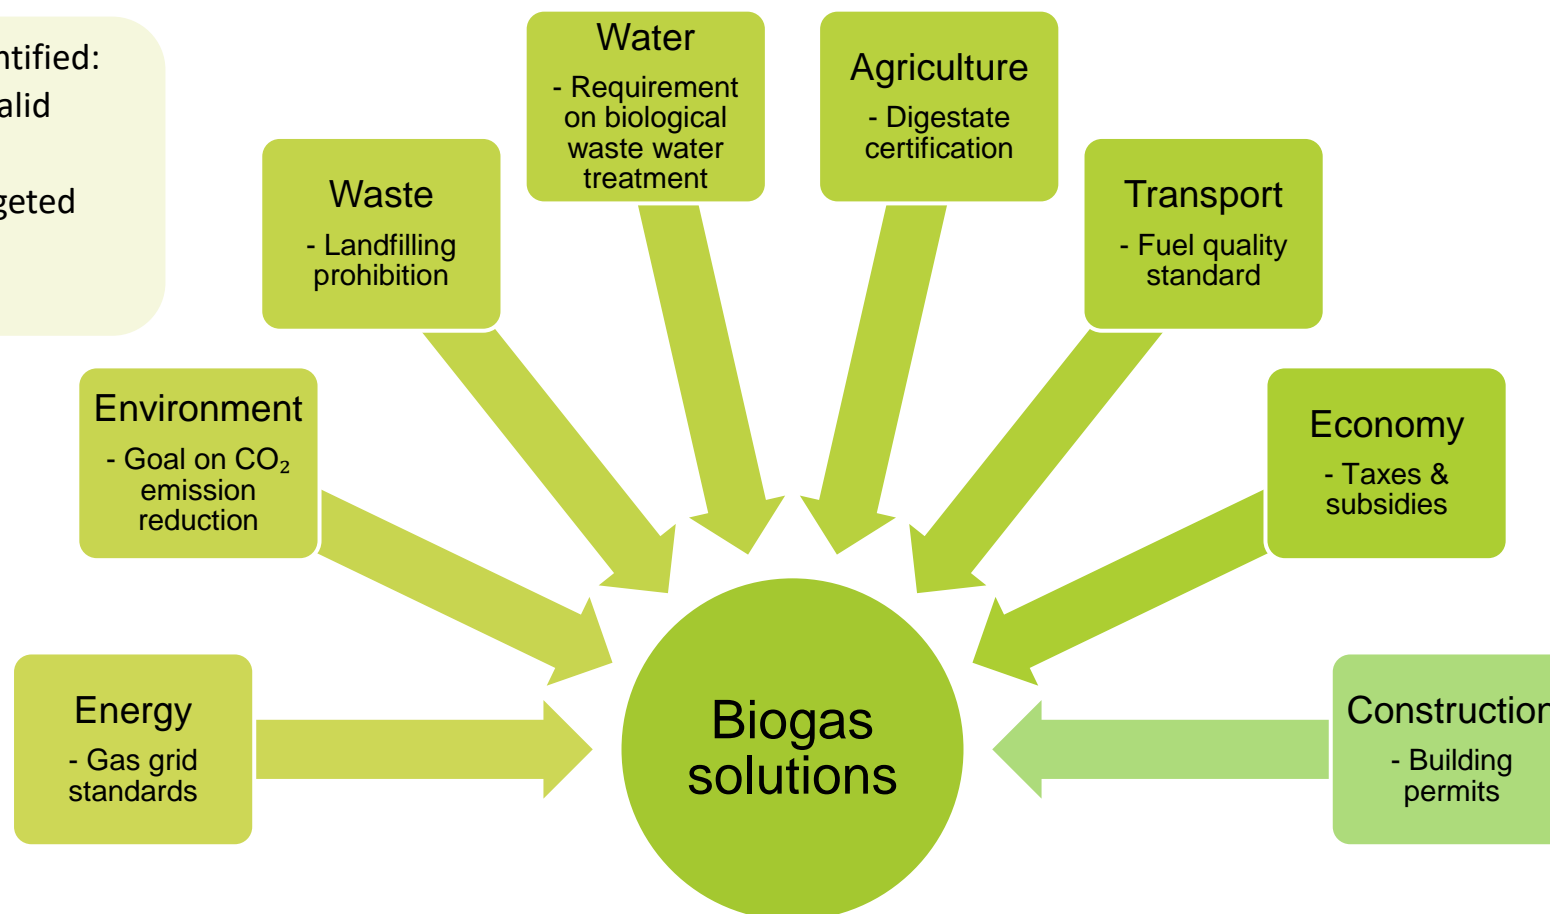 ntified:
alid
geted
Water
- Requirement
on biological
waste water
treatment
Agriculture
- Digestate
certification
Waste
- Landfilling
prohibition
Transport
- Fuel quality
standard
Environment
- Goal on CO₂
emission
reduction
Economy
- Taxes &
subsidies
Energy
- Gas grid
standards
Biogas
solutions
Construction
- Building
permits